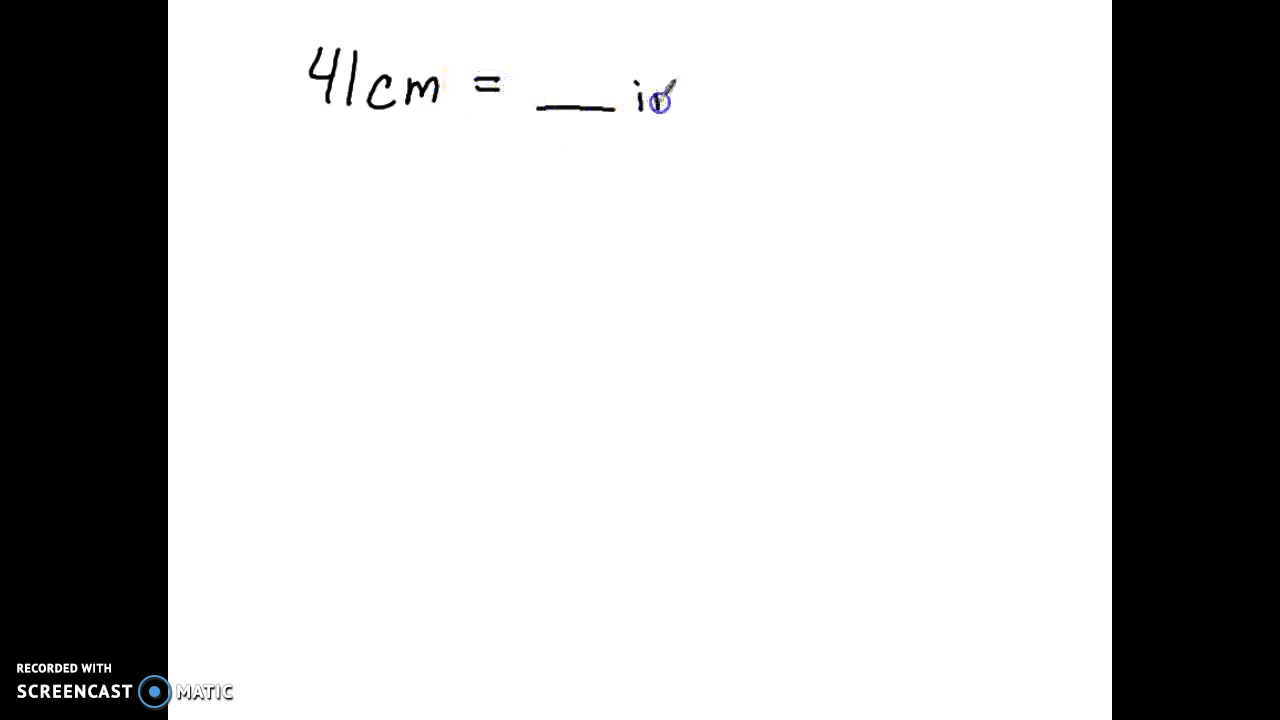 41cm = ___ in
RECORDED WITH
SCREENCAST MATIC